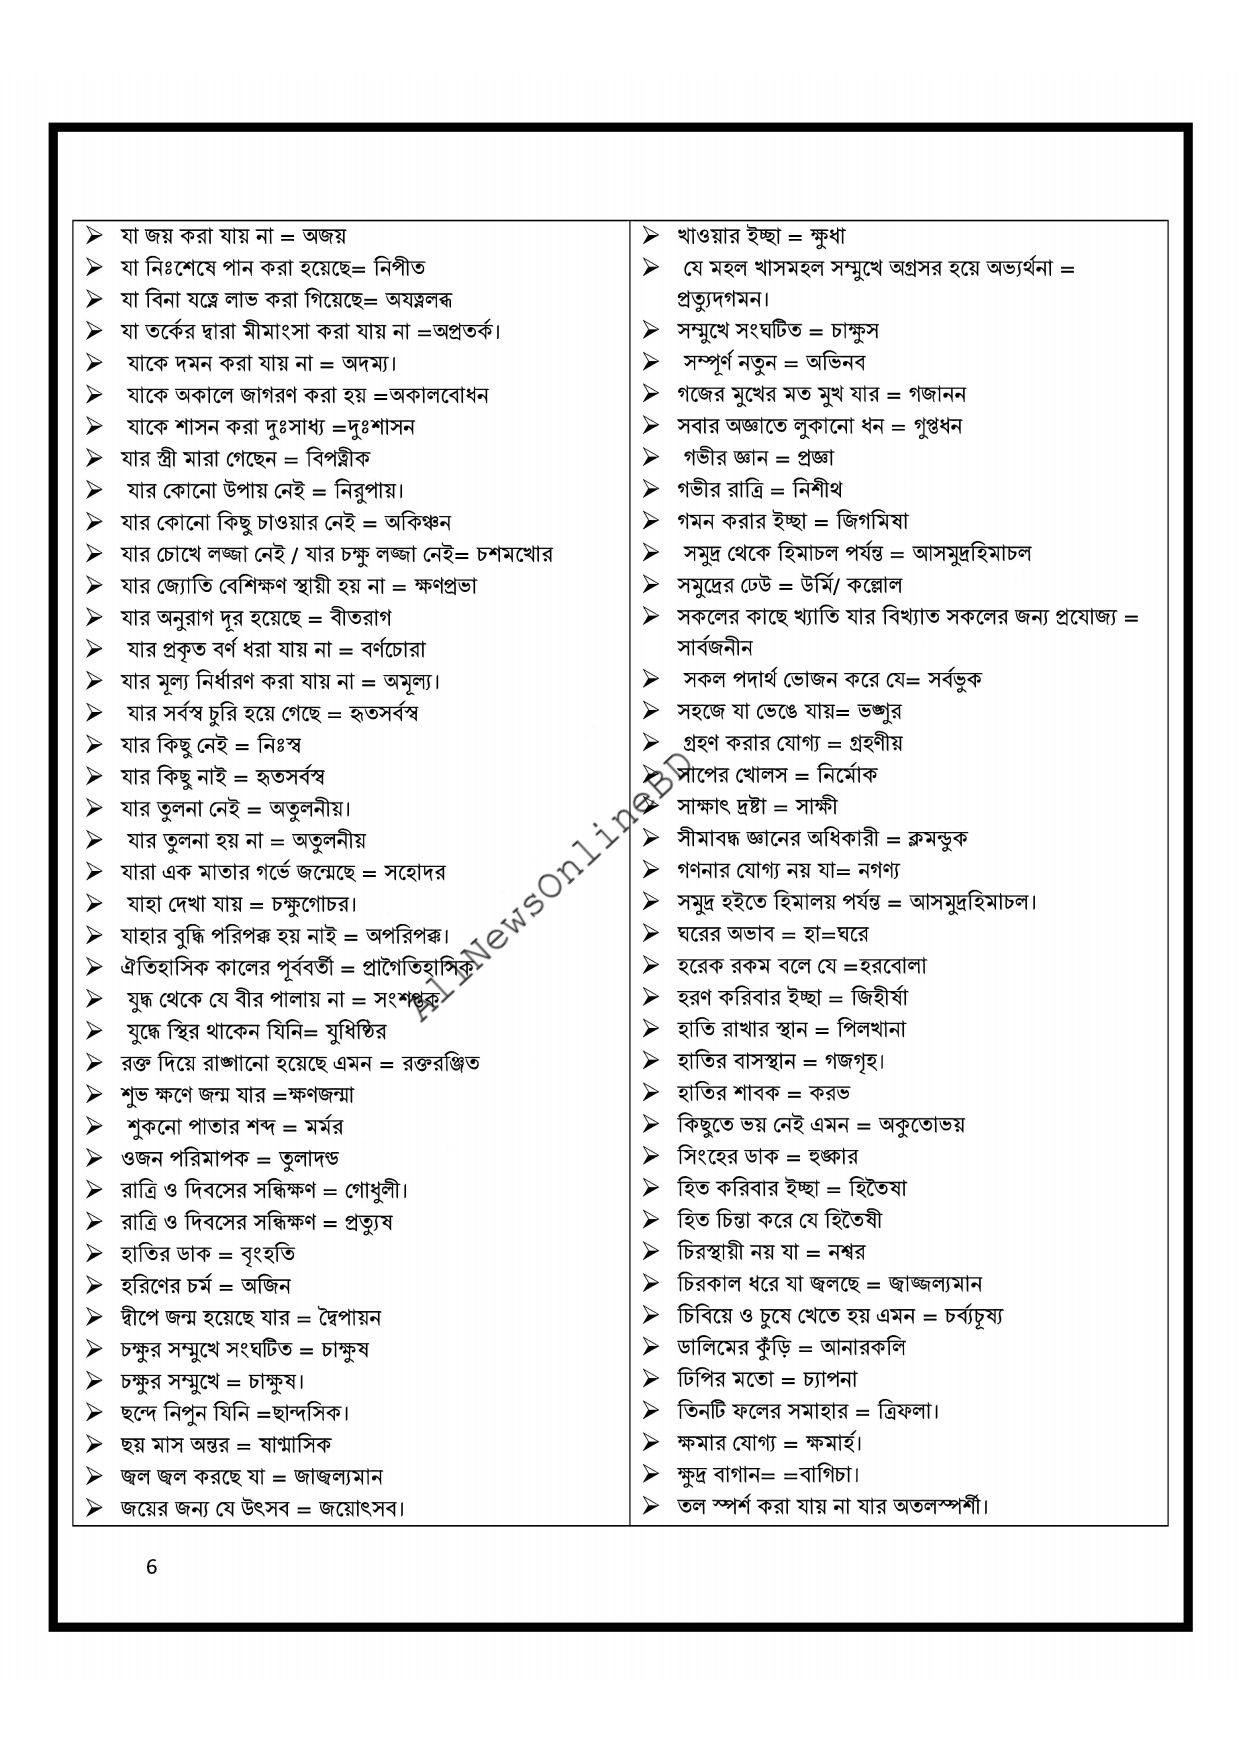 যা জয় করা যায় না = অজয়
যা নিঃশেষে পান করা হয়েছে= নিপীত
যা বিনা যত্নে লাভ করা গিয়েছে= অযত্নলব্ধ
যা তর্কের দ্বারা মীমাংসা করা যায় না =অপ্রতর্ক।
যাকে দমন করা যায় না = অদম্য।
যাকে অকালে জাগরণ করা হয় =অকালবোধন
যাকে শাসন করা দুঃসাধ্য =দুঃশাসন
যার স্ত্রী মারা গেছেন = বিপত্নীক
যার কোনো উপায় নেই = নিরুপায়।
যার কোনো কিছু চাওয়ার নেই = অকিঞ্চন
যার চোখে লজ্জা নেই / যার চক্ষু লজ্জা নেই= চশমখোর
যার জ্যোতি বেশিক্ষণ স্থায়ী হয় না = ক্ষণপ্রভা
যার অনুরাগ দূর হয়েছে = বীতরাগ
যার প্রকৃত বর্ণ ধরা যায় না = বর্ণচোরা
যার মূল্য নির্ধারণ করা যায় না = অমূল্য।
যার সর্বস্ব চুরি হয়ে গেছে = হৃতসর্বস্ব
যার কিছু নেই = নিঃস্ব
যার কিছু নাই = হৃতসর্বস্ব
যার তুলনা নেই = অতুলনীয়।
যার তুলনা হয় না = অতুলনীয়
যারা এক মাতার গর্ভে জন্মেছে = সহোদর
যাহা দেখা যায় = চক্ষুগোচর।
যাহার বুদ্ধি পরিপক্ক হয় নাই = অপরিপক্ক।
ঐতিহাসিক কালের পূর্ববর্তী = প্রাগৈতিহাসিক
যুদ্ধ থেকে যে বীর পালায় না = সংশপ্তক
যুদ্ধে স্থির থাকেন যিনি= যুধিষ্ঠির
রক্ত দিয়ে রাঙ্গানো হয়েছে এমন = রক্তরঞ্জিত
শুভ ক্ষণে জন্ম যার =ক্ষণজন্মা
শুকনো পাতার শব্দ = মর্মর
ওজন পরিমাপক = তুলাদন্ড
রাত্রি ও দিবসের সন্ধিক্ষণ = গোধুলী।
রাত্রি ও দিবসের সন্ধিক্ষণ = প্রত্যুষ
হাতির ডাক = বৃংহতি
হরিণের চর্ম = অজিন
দ্বীপে জন্ম হয়েছে যার = দ্বৈপায়ন
চক্ষুর সম্মুখে সংঘটিত = চাক্ষুষ
চক্ষুর সম্মুখে = চাক্ষুষ।
ছন্দে নিপুন যিনি =ছান্দসিক।
ছয় মাস অন্তর = ষাণ্মাসিক
জ্বল জ্বল করছে যা = জাজ্বল্যমান
জয়ের জন্য যে উৎসব = জয়োৎসব।
খাওয়ার ইচ্ছা = ক্ষুধা
যে মহল খাসমহল সম্মুখে অগ্রসর হয়ে অভ্যর্থনা =
প্রত্যুদগমন।
সম্মুখে সংঘটিত = চাক্ষুস
সম্পূর্ণ নতুন = অভিনব
গজের মুখের মত মুখ যার = গজানন
সবার অজ্ঞাতে লুকানো ধন = গুপ্তধন
গভীর জ্ঞান = প্রজ্ঞা
গভীর রাত্রি = নিশীথ
গমন করার ইচ্ছা = জিগমিষা
সমুদ্র থেকে হিমাচল পর্যন্ত = আসমুদ্রহিমাচল
সমুদ্রের ঢেউ = উর্মি/ কল্লোল
সকলের কাছে খ্যাতি যার বিখ্যাত সকলের জন্য প্রযোজ্য =
সার্বজনীন
সকল পদার্থ ভোজন করে যে= সর্বভুক
সহজে যা ভেঙে যায়= ভঙ্গুর
গ্রহণ করার যোগ্য = গ্রহণীয়
সাপের খোলস = নির্মোক
সাক্ষাৎ দ্রষ্টা = সাক্ষী
সীমাবদ্ধ জ্ঞানের অধিকারী = ক্লমন্ডুক
গণনার যোগ্য নয় যা= নগণ্য
সমুদ্র হইতে হিমালয় পর্যন্ত = আসমুদ্রহিমাচল।
ঘরের অভাব = হা=ঘরে
হরেক রকম বলে যে =হরবোলা
হরণ করিবার ইচ্ছা = জিহীর্ষা
হাতি রাখার স্থান = পিলখানা
হাতির বাসস্থান = গজগৃহ।
হাতির শাবক = করভ
কিছুতে ভয় নেই এমন = অকুতোভয়
সিংহের ডাক = হুঙ্কার
হিত করিবার ইচ্ছা = হিতৈষা
হিত চিন্তা করে যে হিতৈষী
চিরস্থায়ী নয় যা = নশ্বর
চিরকাল ধরে যা জ্বলছে = জ্বাজ্জল্যমান
চিবিয়ে ও চুষে খেতে হয় এমন = চর্ব্যচূষ্য
ডালিমের কুঁড়ি = আনারকলি
ঢিপির মতো = চ্যাপনা
তিনটি ফলের সমাহার = ত্রিফলা।
ক্ষমার যোগ্য = ক্ষমার্হ।
ক্ষুদ্র বাগান= =বাগিচা।
তল স্পর্শ করা যায় না যার অতলস্পর্শী।
AllNewsOnlineBD
6